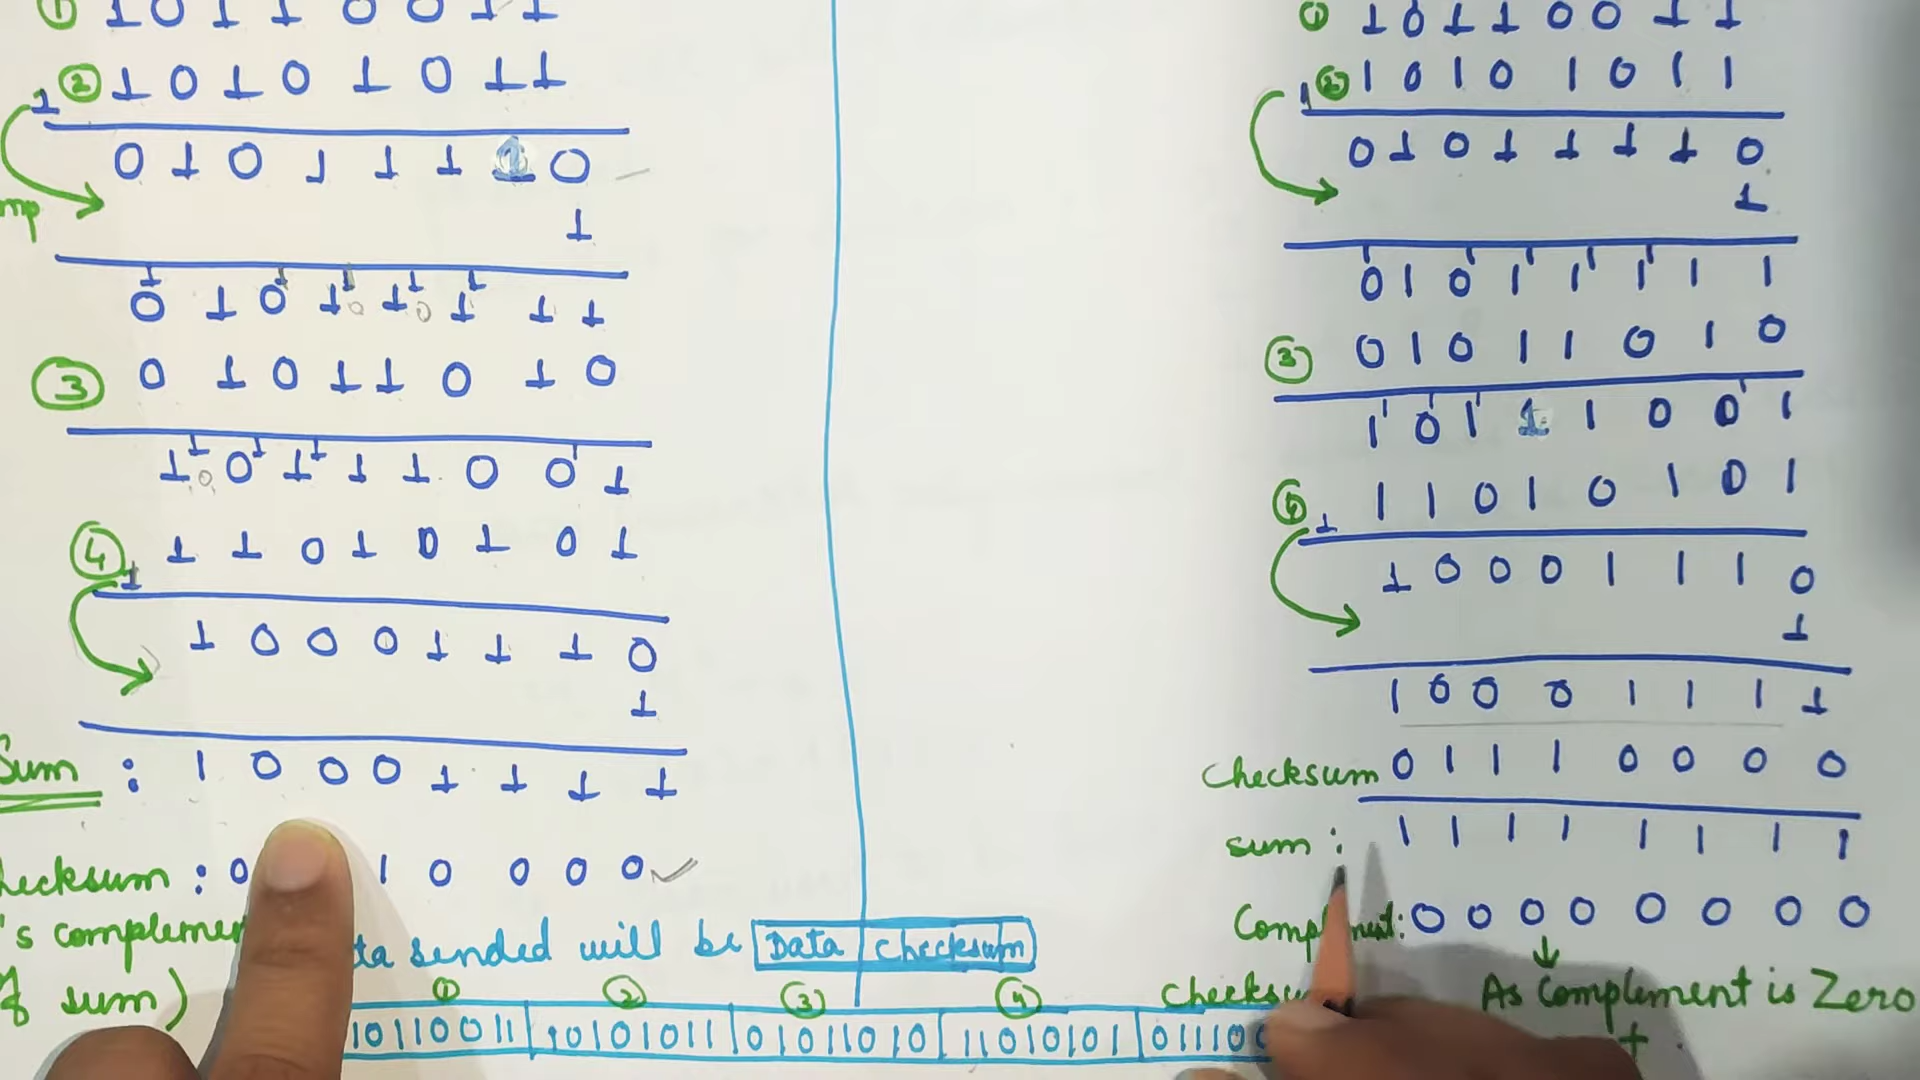 ① 1 0 1 1 0 0 1 1
② 1 0 1 0 1 0 1 1
1
0 1 0 1 1 1 1 0
1
0 1 0 1 1 1 1 1
③ 0 1 0 1 1 0 1 0
1 0 1 1 1 0 0 1
④ 1 1 0 1 0 1 0 1
1
1 0 0 0 1 1 1 0
1
Sum : 1 0 0 0 1 1 1 1
: 0 1 0 0 0 0
sended will be Data checksum
① ② ③ ④
10110011 10101011 01011010 11010101 01110
① 1 0 1 1 0 0 1 1
② 1 0 1 0 1 0 1 1
1
0 1 0 1 1 1 1 0
1
0 1 0 1 1 1 1 1
③ 0 1 0 1 1 0 1 0
1 0 1 1 1 0 0 1
1 1 0 1 0 1 0 1
1
1 0 0 0 1 1 1 0
1
1 0 0 0 1 1 1 1
Checksum 0 1 1 1 0 0 0 0
sum : 1 1 1 1 1 1 1 1
0 0 0 0 0 0 0 0
As Complement is Zero